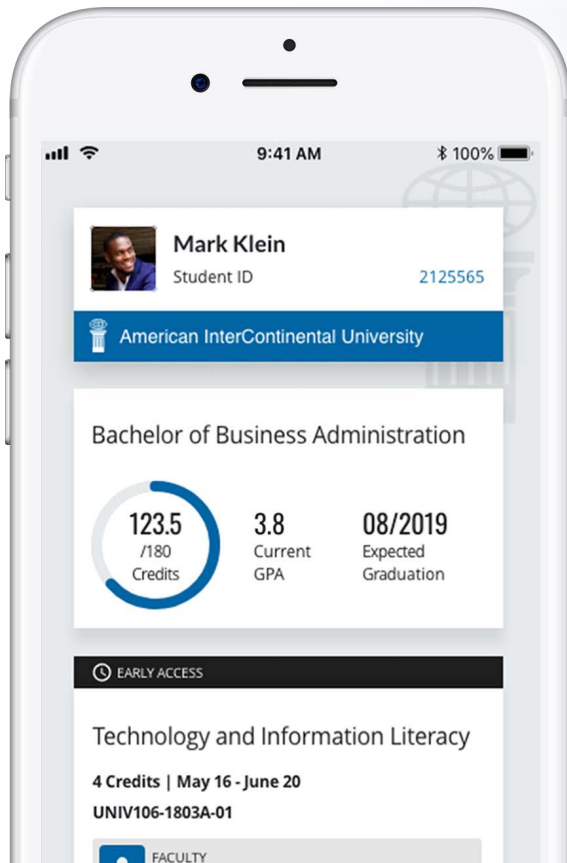 9:41 AM
100%
Mark Klein
Student ID
2125565
American InterContinental University
Bachelor of Business Administration
123.5
/180
Credits
3.8
Current
GPA
08/2019
Expected
Graduation
EARLY ACCESS
Technology and Information Literacy
4 Credits | May 16 - June 20
UNIV106-1803A-01
FACULTY